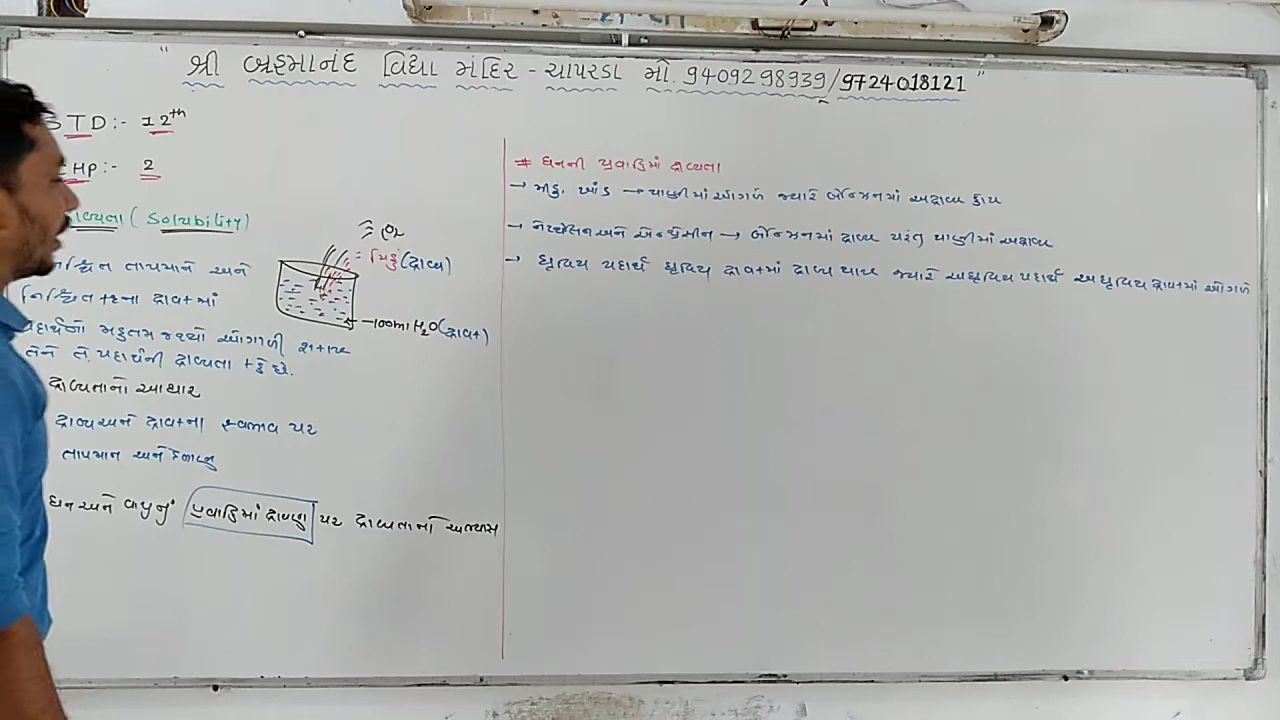 " શ્રી બ્રહ્માનંદ વિદ્યા મંદિર - ચાપરડા મો. 9409298939/9724018121 "
STD:- 12th
CHP:- 2
દ્રાવ્યતા (Solubility)
નિશ્ચિત તાપમાને અને
નિશ્ચિત દ્રાવકમાં
પદાર્થનો મહત્તમ જથ્થો ઓગાળી શકાય
તેને તે પદાર્થની દ્રાવ્યતા કહે છે.
= મિઠું (દ્રાવ્ય)
100ml H2O (દ્રાવક)
દ્રાવ્યતાનો આધાર
દ્રાવ્ય અને દ્રાવકના સ્વભાવ પર
તાપમાન અને દબાણ
ઘન અને વાયુનું પ્રવાહિમાં દ્રાવણ પર દ્રાવ્યતાનો અભ્યાસ
# ઘનની પ્રવાહિમાં દ્રાવ્યતા
→ મીઠું, ખાંડ → પાણીમાં ઓગળે જ્યારે બેન્ઝિનમાં અદ્રાવ્ય હોય
→ નેપ્થેલિન અને એન્થ્રેસીન → બેન્ઝિનમાં દ્રાવ્ય પરંતુ પાણીમાં અદ્રાવ્ય
→ ધ્રુવિય પદાર્થ ધ્રુવિય દ્રાવકમાં દ્રાવ્ય થાય જ્યારે અધ્રુવિય પદાર્થ અધ્રુવિય દ્રાવકમાં ઓગળે